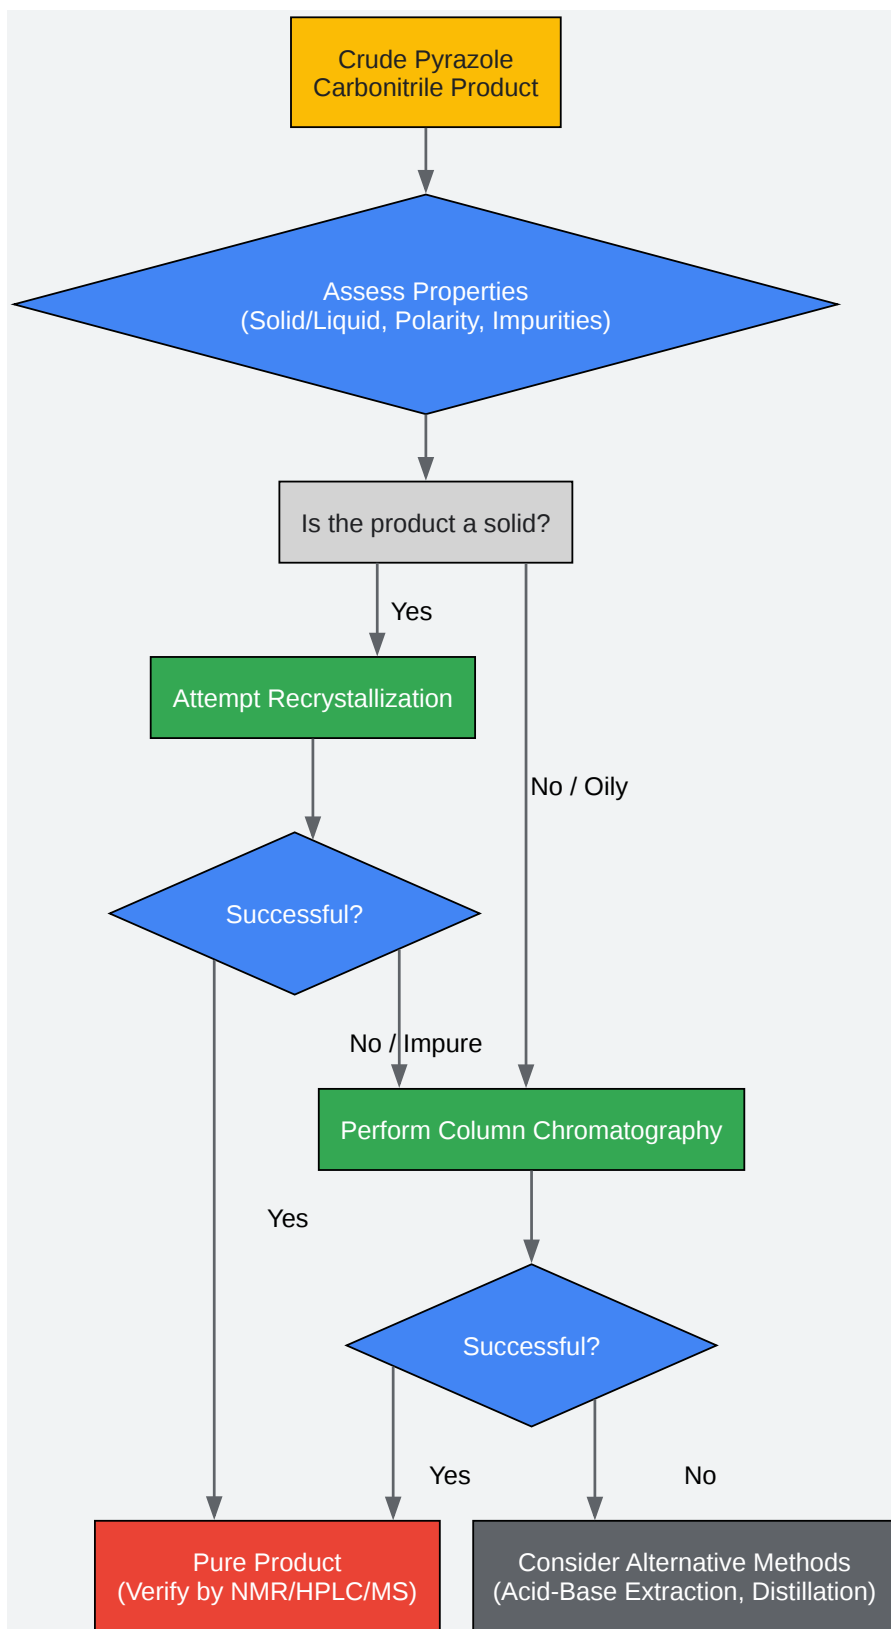 Crude Pyrazole
Carbonitrile Product
Assess Properties
(Solid/Liquid, Polarity, Impurities)
Is the product a solid?
Yes
Attempt Recrystallization
No / Oily
Successful?
No / Impure
Perform Column Chromatography
Yes
Successful?
Yes
No
Pure Product
(Verify by NMR/HPLC/MS)
Consider Alternative Methods
(Acid-Base Extraction, Distillation)